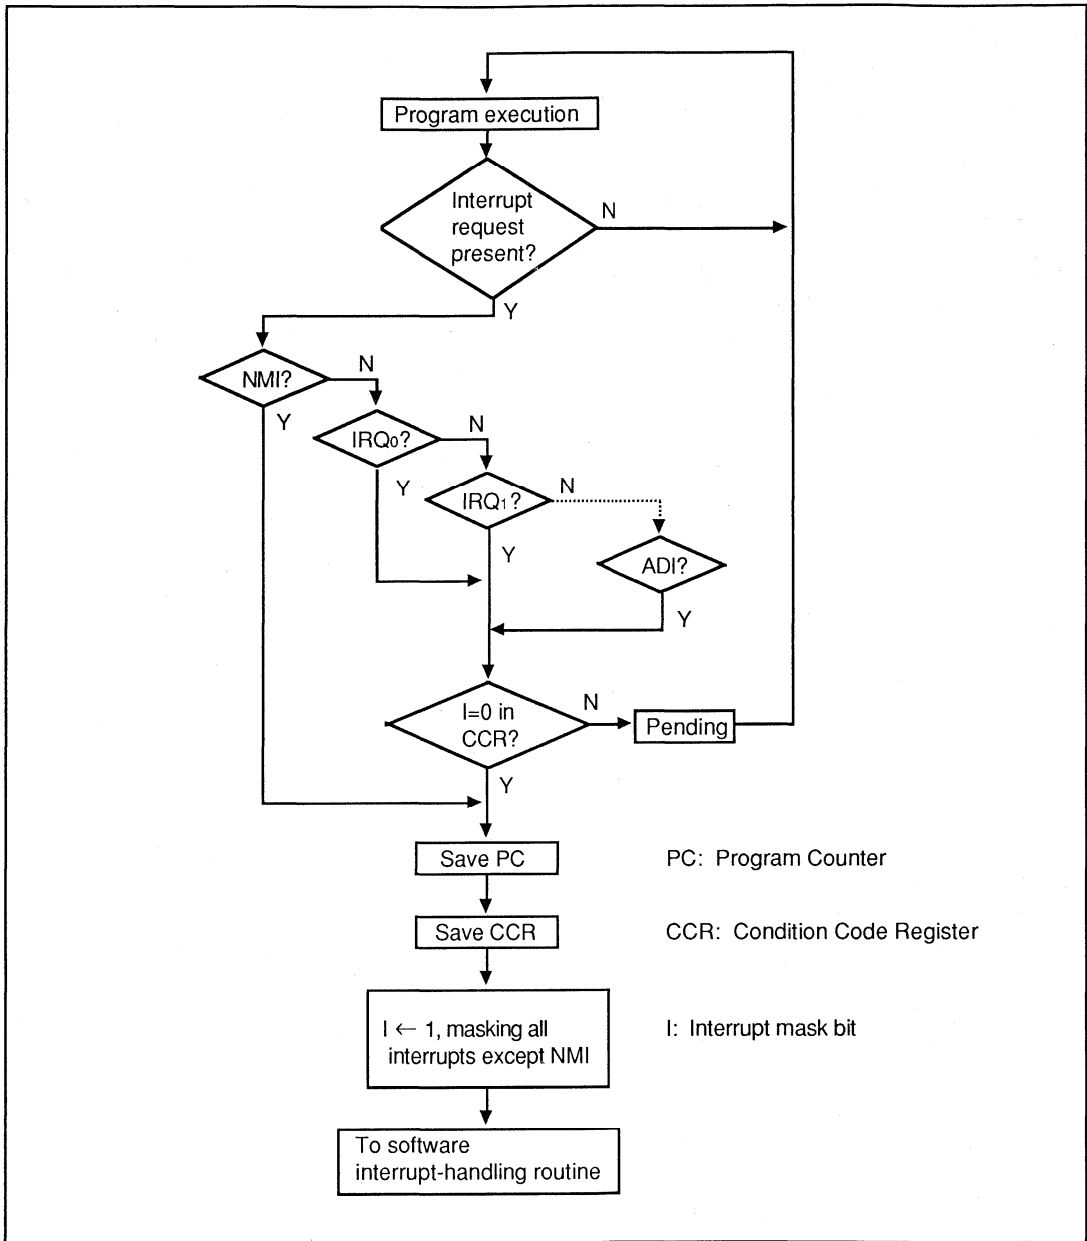 Program execution
Interrupt
request
present?
N
Y
NMI?
N
Y
IRQ0?
N
Y
IRQ1?
N
Y
ADI?
Y
I=0 in
CCR?
N
Pending
Y
Save PC
PC: Program Counter
Save CCR
CCR: Condition Code Register
I ← 1, masking all
interrupts except NMI
I: Interrupt mask bit
To software
interrupt-handling routine